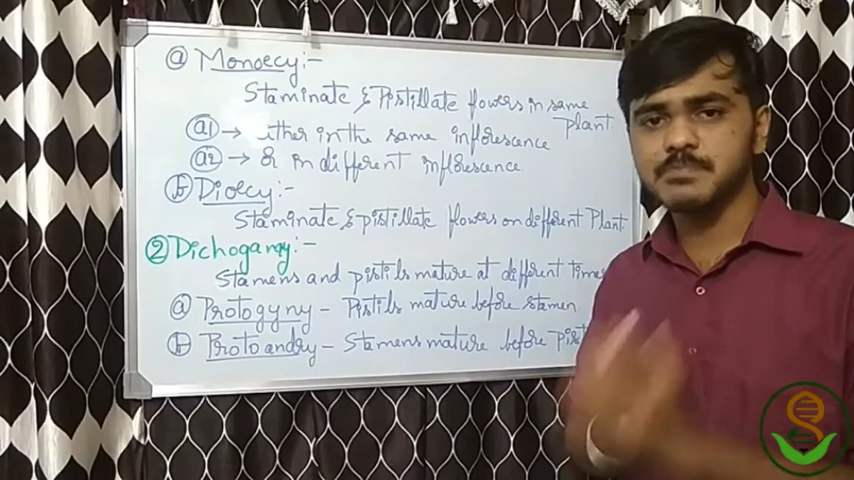 ⓐ Monoecy:-
Staminate & Pistillate flowers in same
plant
ⓐ1 → either in the same inflorescence
ⓐ2 → or in different inflorescence
ⓑ Dioecy:-
Staminate & pistillate flowers on different Plant
② Dichogamy:-
Stamens and pistils mature at different times
ⓐ Protogyny - Pistils mature before stamen
ⓑ Protoandry - Stamens mature before